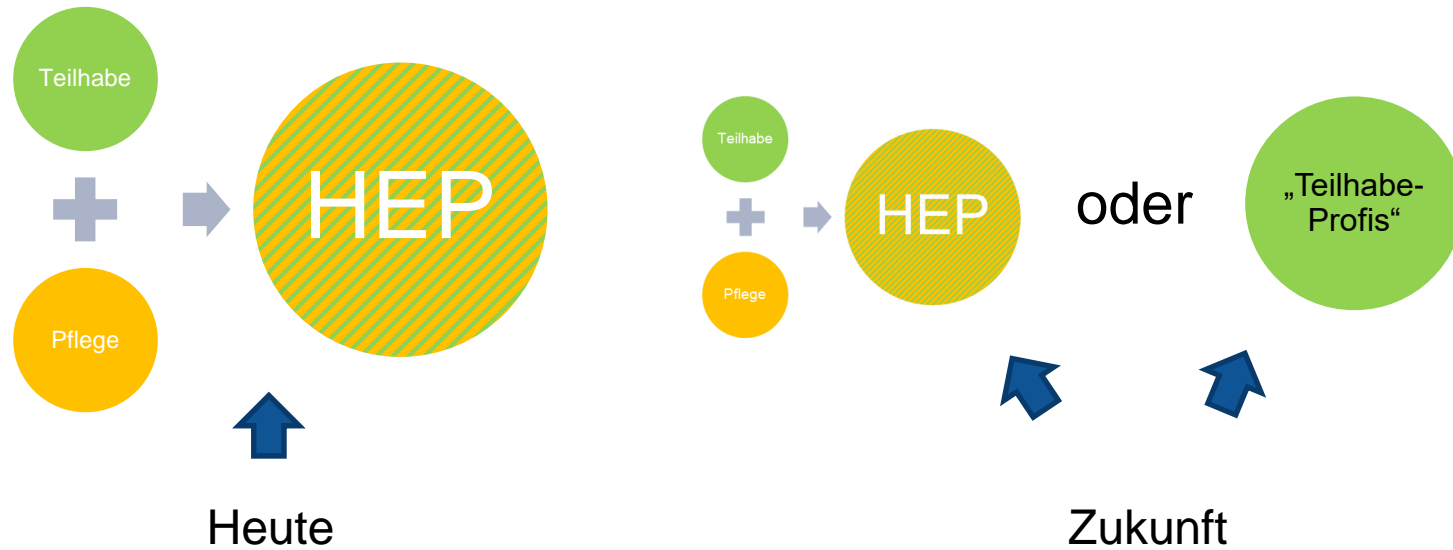 Teilhabe
HEP
Pflege
Heute
Teilhabe
HEP
Pflege
oder
„Teilhabe-
Profis“
Zukunft